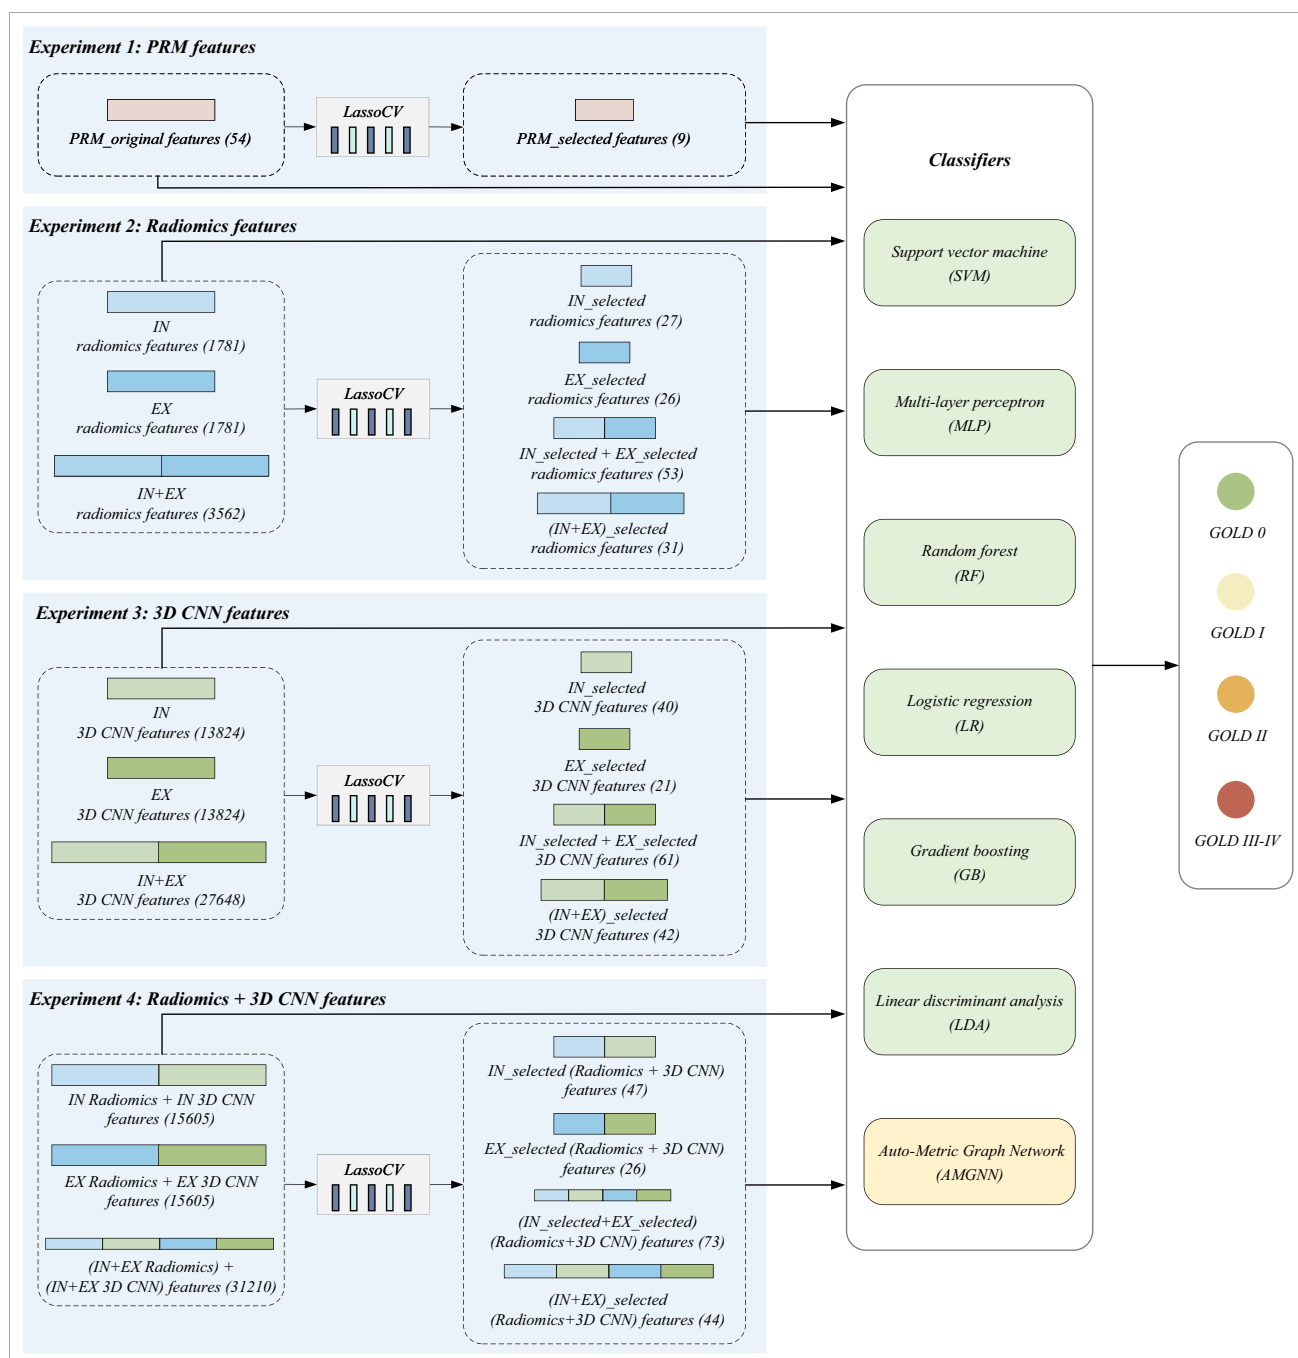 Experiment 1: PRM features
PRM_original features (54)
LassoCV
PRM_selected features (9)
Experiment 2: Radiomics features
IN
radiomics features (1781)
EX
radiomics features (1781)
IN+EX
radiomics features (3562)
LassoCV
IN_selected
radiomics features (27)
EX_selected
radiomics features (26)
IN_selected + EX_selected
radiomics features (53)
(IN+EX)_selected
radiomics features (31)
Experiment 3: 3D CNN features
IN
3D CNN features (13824)
EX
3D CNN features (13824)
IN+EX
3D CNN features (27648)
LassoCV
IN_selected
3D CNN features (40)
EX_selected
3D CNN features (21)
IN_selected + EX_selected
3D CNN features (61)
(IN+EX)_selected
3D CNN features (42)
Experiment 4: Radiomics + 3D CNN features
IN Radiomics + IN 3D CNN
features (15605)
EX Radiomics + EX 3D CNN
features (15605)
(IN+EX Radiomics) +
(IN+EX 3D CNN) features (31210)
LassoCV
IN_selected (Radiomics + 3D CNN)
features (47)
EX_selected (Radiomics + 3D CNN)
features (26)
(IN_selected+EX_selected)
(Radiomics+3D CNN) features (73)
(IN+EX)_selected
(Radiomics+3D CNN) features (44)
Classifiers
Support vector machine
(SVM)
Multi-layer perceptron
(MLP)
Random forest
(RF)
Logistic regression
(LR)
Gradient boosting
(GB)
Linear discriminant analysis
(LDA)
Auto-Metric Graph Network
(AMGNN)
GOLD 0
GOLD I
GOLD II
GOLD III-IV